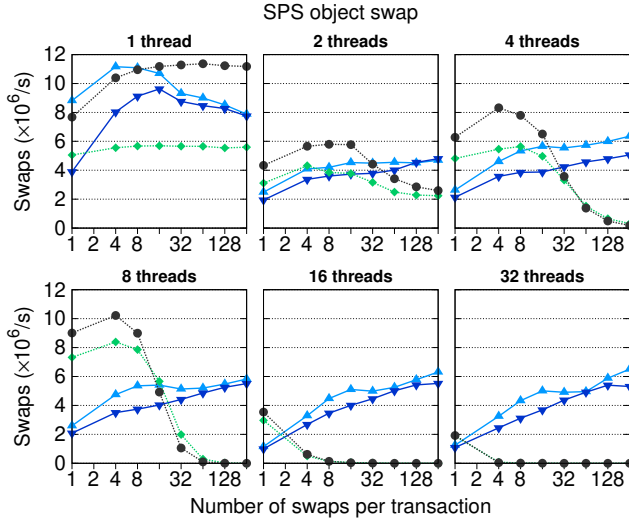 SPS object swap
1 thread
2 threads
4 threads
Swaps (×10⁶/s)
12
10
8
6
4
2
0
1 2 4 8 32 128
1 2 4 8 32 128
1 2 4 8 32 128
8 threads
16 threads
32 threads
Swaps (×10⁶/s)
12
10
8
6
4
2
0
1 2 4 8 32 128
1 2 4 8 32 128
1 2 4 8 32 128
Number of swaps per transaction